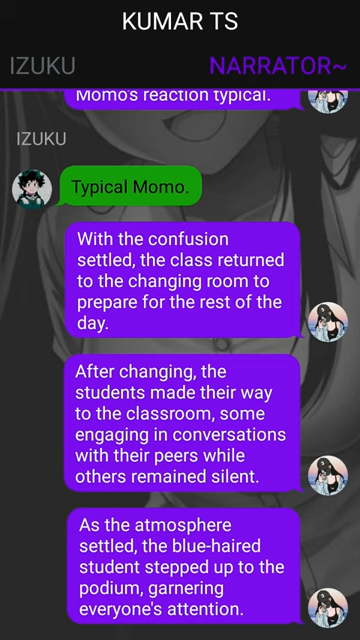 KUMAR TS
IZUKU
NARRATOR~
Momo's reaction typical.
IZUKU
Typical Momo.
With the confusion
settled, the class returned
to the changing room to
prepare for the rest of the
day.
After changing, the
students made their way
to the classroom, some
engaging in conversations
with their peers while
others remained silent.
As the atmosphere
settled, the blue-haired
student stepped up to the
podium, garnering
everyone's attention.